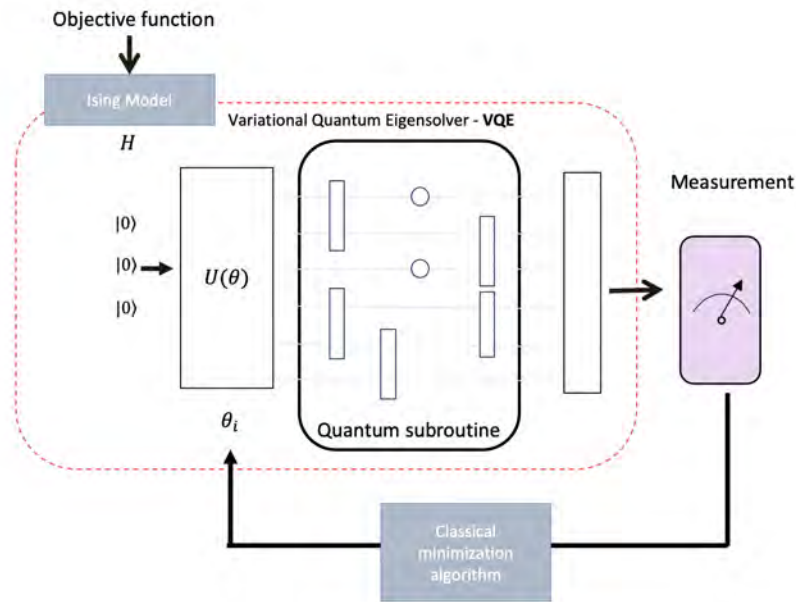 Objective function
Ising Model
H
Variational Quantum Eigensolver - VQE
|0⟩
|0⟩
|0⟩
U(θ)
θi
Quantum subroutine
Measurement
Classical
minimization
algorithm